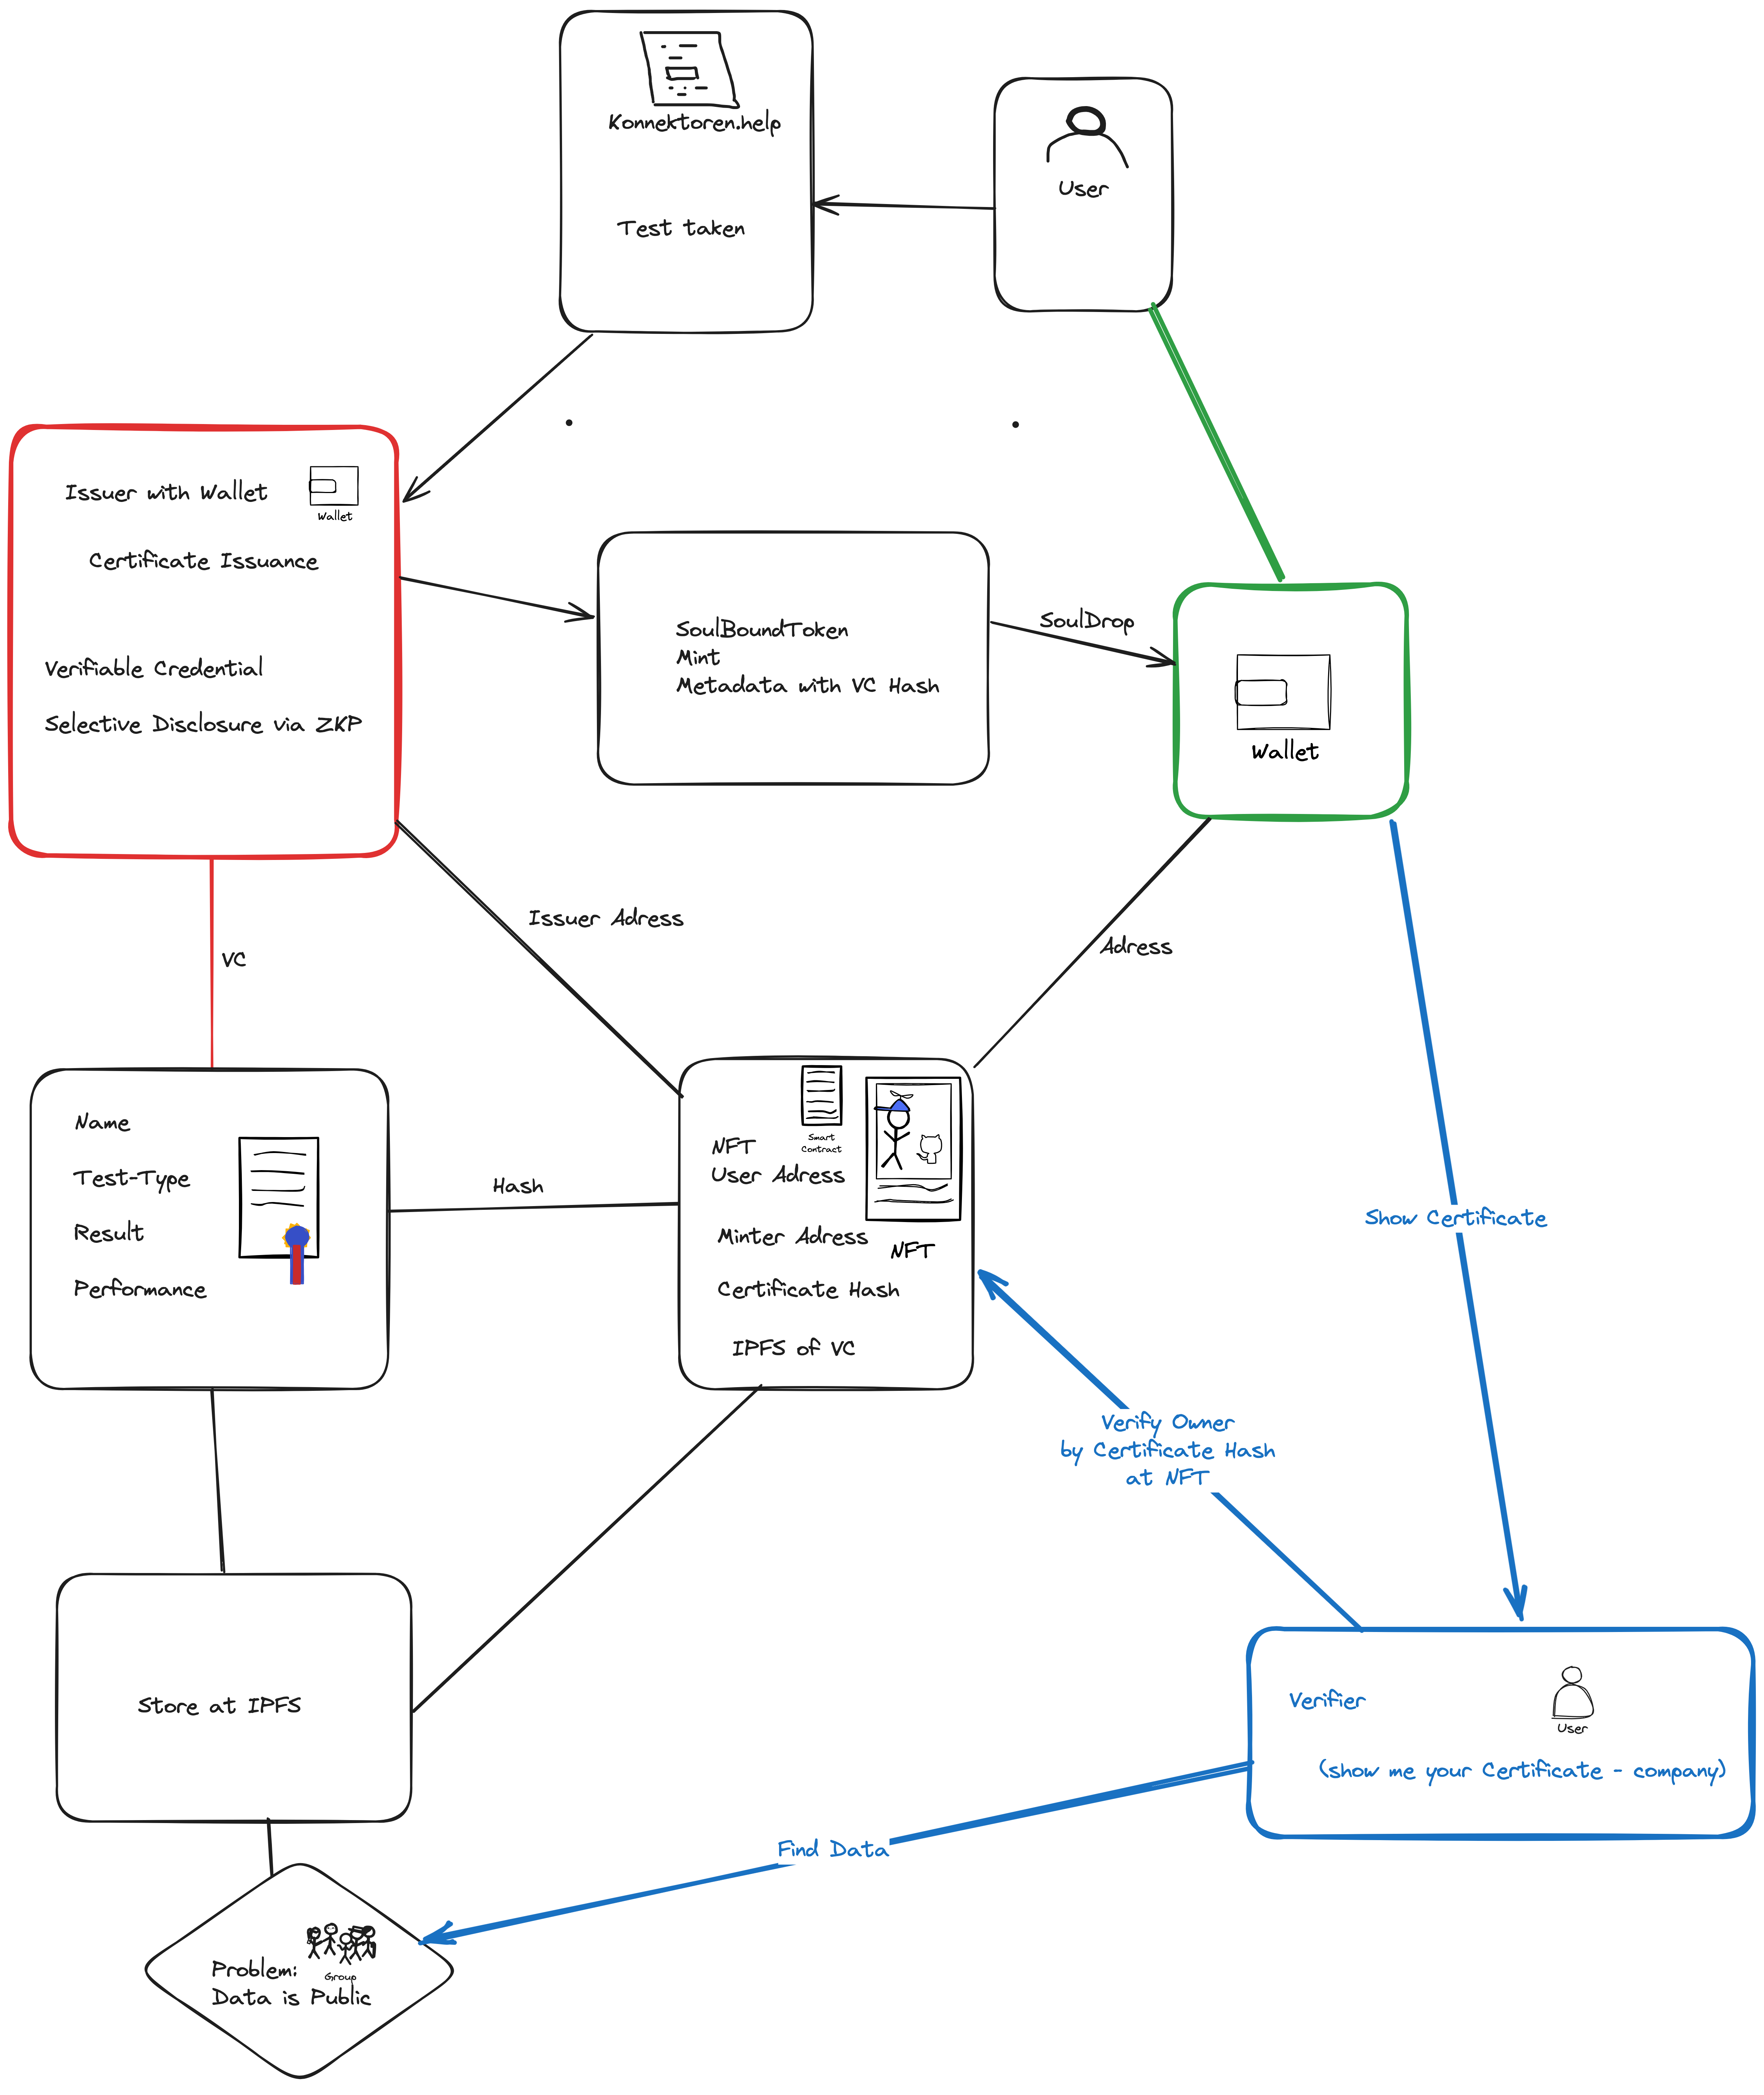 Konnektoren.help
Test taken
User
Issuer with Wallet
Wallet
Certificate Issuance
Verifiable Credential
Selective Disclosure via ZKP
SoulBoundToken
Mint
Metadata with VC Hash
SoulDrop
Wallet
Issuer Adress
Adress
VC
Name
Test-Type
Result
Performance
Hash
Smart
Contract
NFT
User Adress
Minter Adress
NFT
Certificate Hash
IPFS of VC
Show Certificate
Verify Owner
by Certificate Hash
at NFT
Store at IPFS
Verifier
User
(show me your Certificate - company)
Find Data
Problem:
Group
Data is Public